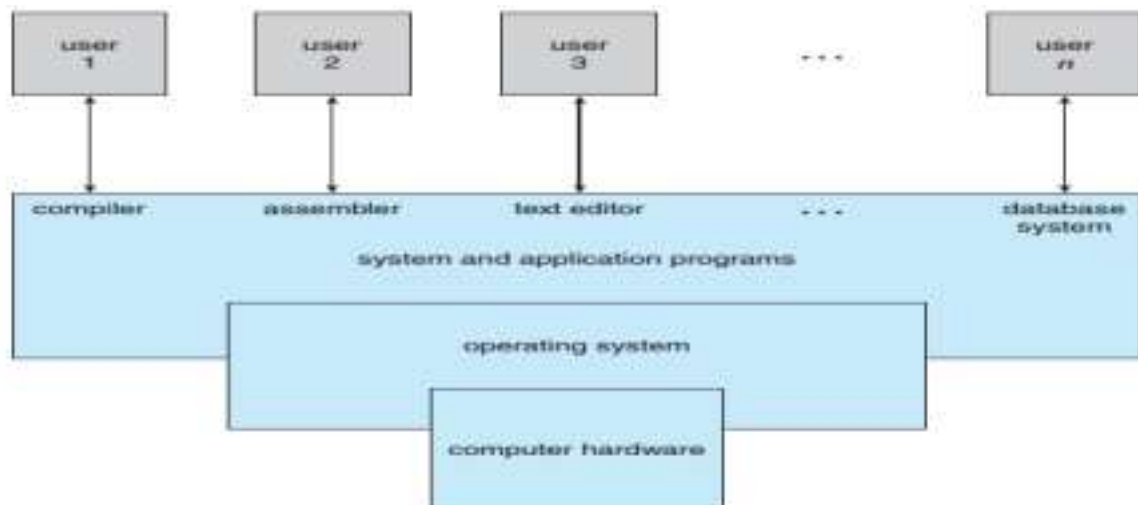 user
1
user
2
user
3
...
user
n
compiler
assembler
text editor
...
database
system
system and application programs
operating system
computer hardware